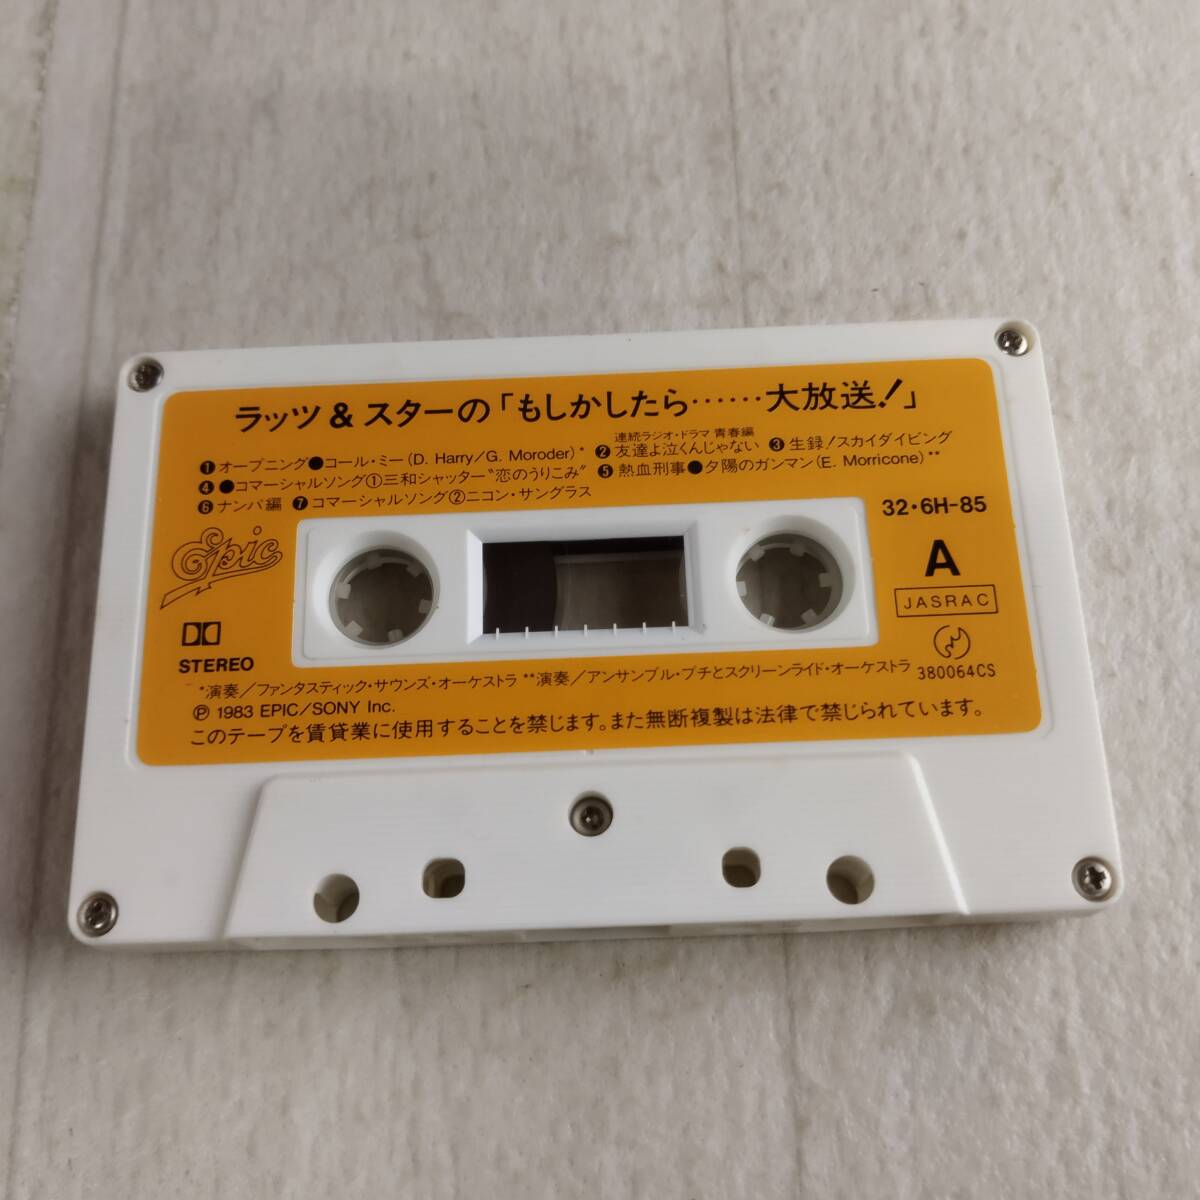 ラッツ&スターの「もしかしたら……大放送!」
❶オープニング●コール・ミー(D. Harry/G. Moroder)* ❷連続ラジオ・ドラマ 青春編 友達よ泣くんじゃない ❸生録!スカイダイビング
❹●コマーシャルソング①三和シャッター"恋のうりこみ" ❺熱血刑事●夕陽のガンマン(E. Morricone)**
❻ナンパ編 ❼コマーシャルソング②ニコン・サングラス
32・6H-85
Epic
A
JASRAC
STEREO
380064CS
*演奏/ファンタスティック・サウンズ・オーケストラ **演奏/アンサンブル・プチとスクリーンライド・オーケストラ
Ⓟ 1983 EPIC/SONY Inc.
このテープを賃貸業に使用することを禁じます。また無断複製は法律で禁じられています。